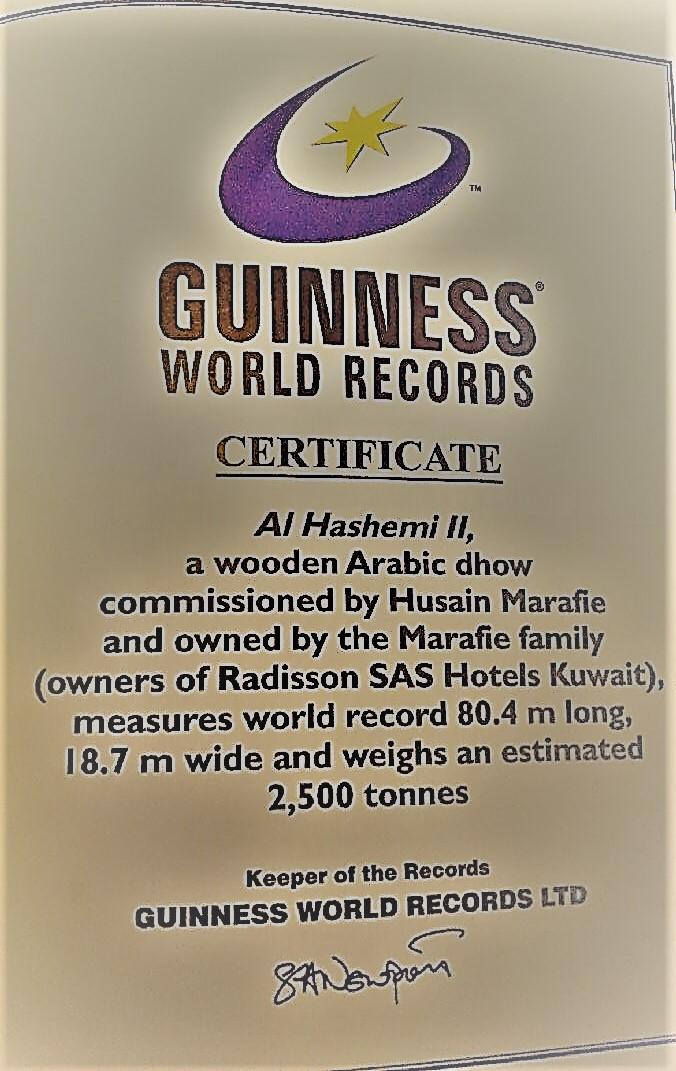 ™
GUINNESS®
WORLD RECORDS
CERTIFICATE
Al Hashemi II,
a wooden Arabic dhow
commissioned by Husain Marafie
and owned by the Marafie family
(owners of Radisson SAS Hotels Kuwait),
measures world record 80.4 m long,
18.7 m wide and weighs an estimated
2,500 tonnes
Keeper of the Records
GUINNESS WORLD RECORDS LTD